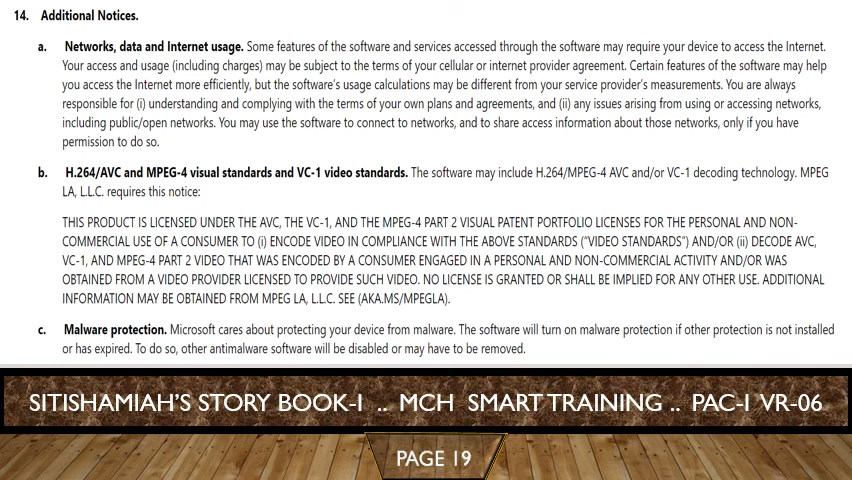 14. Additional Notices.
a. Networks, data and Internet usage. Some features of the software and services accessed through the software may require your device to access the Internet.
Your access and usage (including charges) may be subject to the terms of your cellular or internet provider agreement. Certain features of the software may help
you access the Internet more efficiently, but the software's usage calculations may be different from your service provider's measurements. You are always
responsible for (i) understanding and complying with the terms of your own plans and agreements, and (ii) any issues arising from using or accessing networks,
including public/open networks. You may use the software to connect to networks, and to share access information about those networks, only if you have
permission to do so.
b. H.264/AVC and MPEG-4 visual standards and VC-1 video standards. The software may include H.264/MPEG-4 AVC and/or VC-1 decoding technology. MPEG
LA, L.L.C. requires this notice:
THIS PRODUCT IS LICENSED UNDER THE AVC, THE VC-1, AND THE MPEG-4 PART 2 VISUAL PATENT PORTFOLIO LICENSES FOR THE PERSONAL AND NON-
COMMERCIAL USE OF A CONSUMER TO (i) ENCODE VIDEO IN COMPLIANCE WITH THE ABOVE STANDARDS ("VIDEO STANDARDS") AND/OR (ii) DECODE AVC,
VC-1, AND MPEG-4 PART 2 VIDEO THAT WAS ENCODED BY A CONSUMER ENGAGED IN A PERSONAL AND NON-COMMERCIAL ACTIVITY AND/OR WAS
OBTAINED FROM A VIDEO PROVIDER LICENSED TO PROVIDE SUCH VIDEO. NO LICENSE IS GRANTED OR SHALL BE IMPLIED FOR ANY OTHER USE. ADDITIONAL
INFORMATION MAY BE OBTAINED FROM MPEG LA, L.L.C. SEE (AKA.MS/MPEGLA).
c. Malware protection. Microsoft cares about protecting your device from malware. The software will turn on malware protection if other protection is not installed
or has expired. To do so, other antimalware software will be disabled or may have to be removed.
SITISHAMIAH'S STORY BOOK-I .. MCH SMART TRAINING .. PAC-I VR-06
PAGE 19